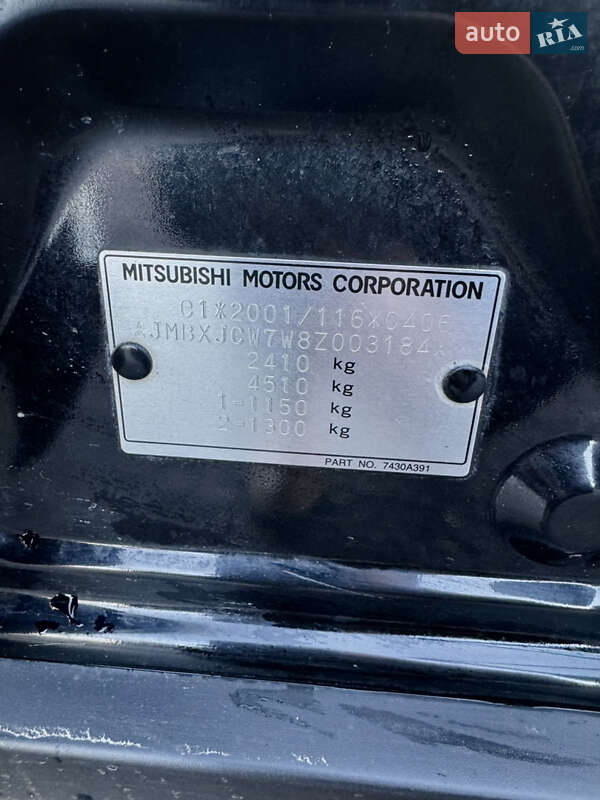 auto RIA.com
MITSUBISHI MOTORS CORPORATION
e1*2001/116*0406
*JMBXJCW7W8Z003184*
2410 kg
4510 kg
1-1150 kg
2-1300 kg
PART NO. 7430A391